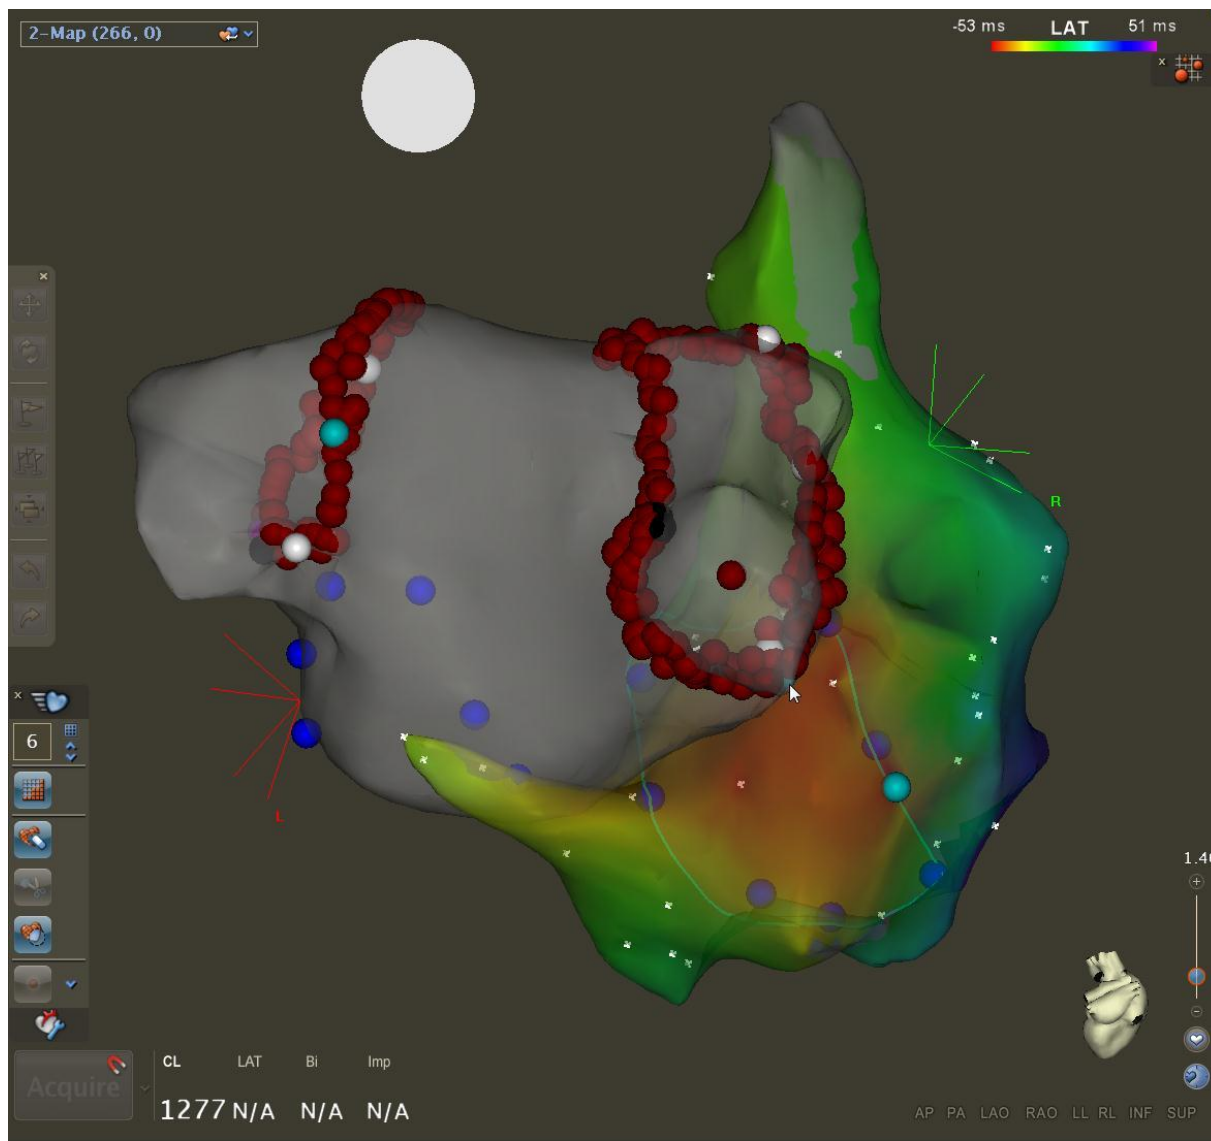 2-Map (266, 0)
-53 ms LAT 51 ms
x
x
R
L
x
6
1.4
Acquire
CL LAT Bi Imp
1277 N/A N/A N/A
AP PA LAO RAO LL RL INF SUP